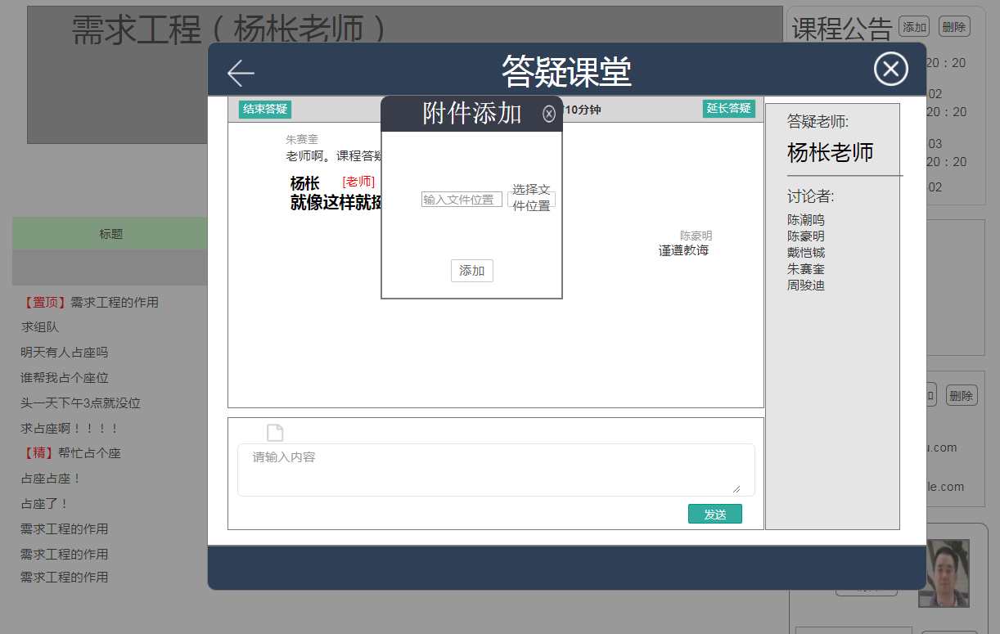 需求工程（杨枨老师）
课程公告
添加
删除
20：20
02
20：20
03
20：20
02
答疑课堂
结束答疑
10分钟
延长答疑
附件添加
朱赛奎
老师啊。课程答疑
杨枨
[老师]
就像这样就挺
输入文件位置
选择文
件位置
添加
陈豪明
谨遵教诲
答疑老师:
杨枨老师
讨论者:
陈潮鸣
陈豪明
戴恺铖
朱赛奎
周骏迪
标题
【置顶】需求工程的作用
求组队
明天有人占座吗
谁帮我占个座位
头一天下午3点就没位
求占座啊！！！！
【精】帮忙占个座
占座占座！
占座了！
需求工程的作用
需求工程的作用
需求工程的作用
请输入内容
发送
删除
u.com
le.com